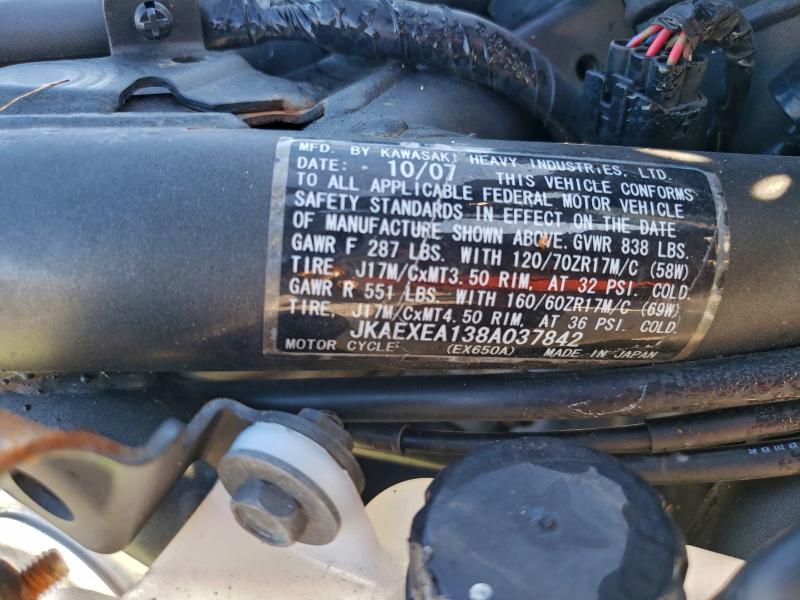 MFD. BY KAWASAKI HEAVY INDUSTRIES, LTD.
DATE: 10/07 THIS VEHICLE CONFORMS
TO ALL APPLICABLE FEDERAL MOTOR VEHICLE
SAFETY STANDARDS IN EFFECT ON THE DATE
OF MANUFACTURE SHOWN ABOVE. GVWR 838 LBS.
GAWR F 287 LBS. WITH 120/70ZR17M/C (58W)
TIRE, J17M/CxMT3.50 RIM, AT 32 PSI. COLD.
GAWR R 551 LBS. WITH 160/60ZR17M/C (69W)
TIRE, J17M/CxMT4.50 RIM, AT 36 PSI. COLD.
JKAEXEA138A037842
MOTOR CYCLE (EX650A) MADE IN JAPAN